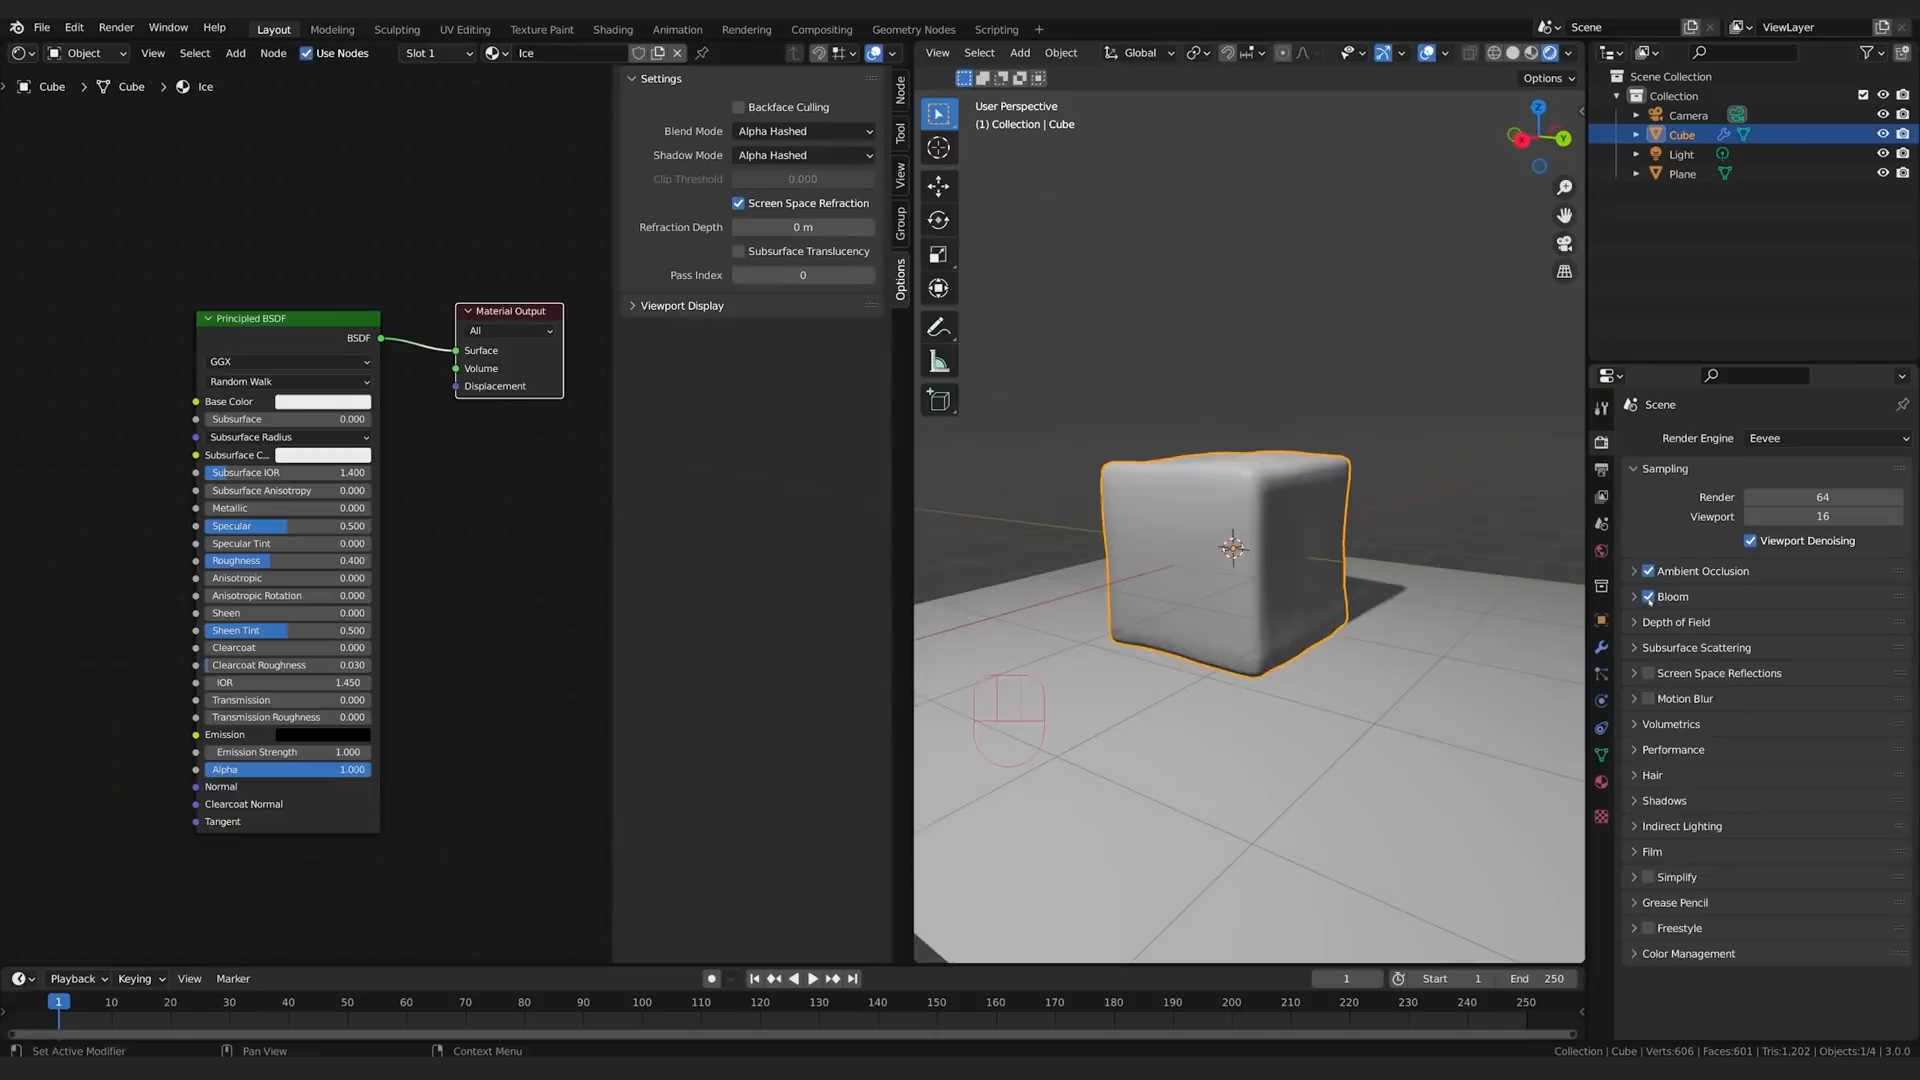 File Edit Render Window Help Layout Modeling Sculpting UV Editing Texture Paint Shading Animation Rendering Compositing Geometry Nodes Scripting + Scene ViewLayer
Object View Select Add Node Use Nodes Slot 1 Ice
View Select Add Object Global
Options
Cube Cube Ice
Settings
Backface Culling
Blend Mode Alpha Hashed
Shadow Mode Alpha Hashed
Clip Threshold 0.000
Screen Space Refraction
Refraction Depth 0 m
Subsurface Translucency
Pass Index 0
Viewport Display
Node
Tool
View
Group
Options
Principled BSDF
BSDF
GGX
Random Walk
Base Color
Subsurface 0.000
Subsurface Radius
Subsurface C...
Subsurface IOR 1.400
Subsurface Anisotropy 0.000
Metallic 0.000
Specular 0.500
Specular Tint 0.000
Roughness 0.400
Anisotropic 0.000
Anisotropic Rotation 0.000
Sheen 0.000
Sheen Tint 0.500
Clearcoat 0.000
Clearcoat Roughness 0.030
IOR 1.450
Transmission 0.000
Transmission Roughness 0.000
Emission
Emission Strength 1.000
Alpha 1.000
Normal
Clearcoat Normal
Tangent
Material Output
All
Surface
Volume
Displacement
User Perspective
(1) Collection | Cube
Z
Y
X
Scene Collection
Collection
Camera
Cube
Light
Plane
Scene
Render Engine Eevee
Sampling
Render 64
Viewport 16
Viewport Denoising
Ambient Occlusion
Bloom
Depth of Field
Subsurface Scattering
Screen Space Reflections
Motion Blur
Volumetrics
Performance
Hair
Shadows
Indirect Lighting
Film
Simplify
Grease Pencil
Freestyle
Color Management
Playback Keying View Marker 1 Start 1 End 250
1 10 20 30 40 50 60 70 80 90 100 110 120 130 140 150 160 170 180 190 200 210 220 230 240 250
Set Active Modifier Pan View Context Menu Collection | Cube | Verts:606 | Faces:601 | Tris:1,202 | Objects:1/4 | 3.0.0